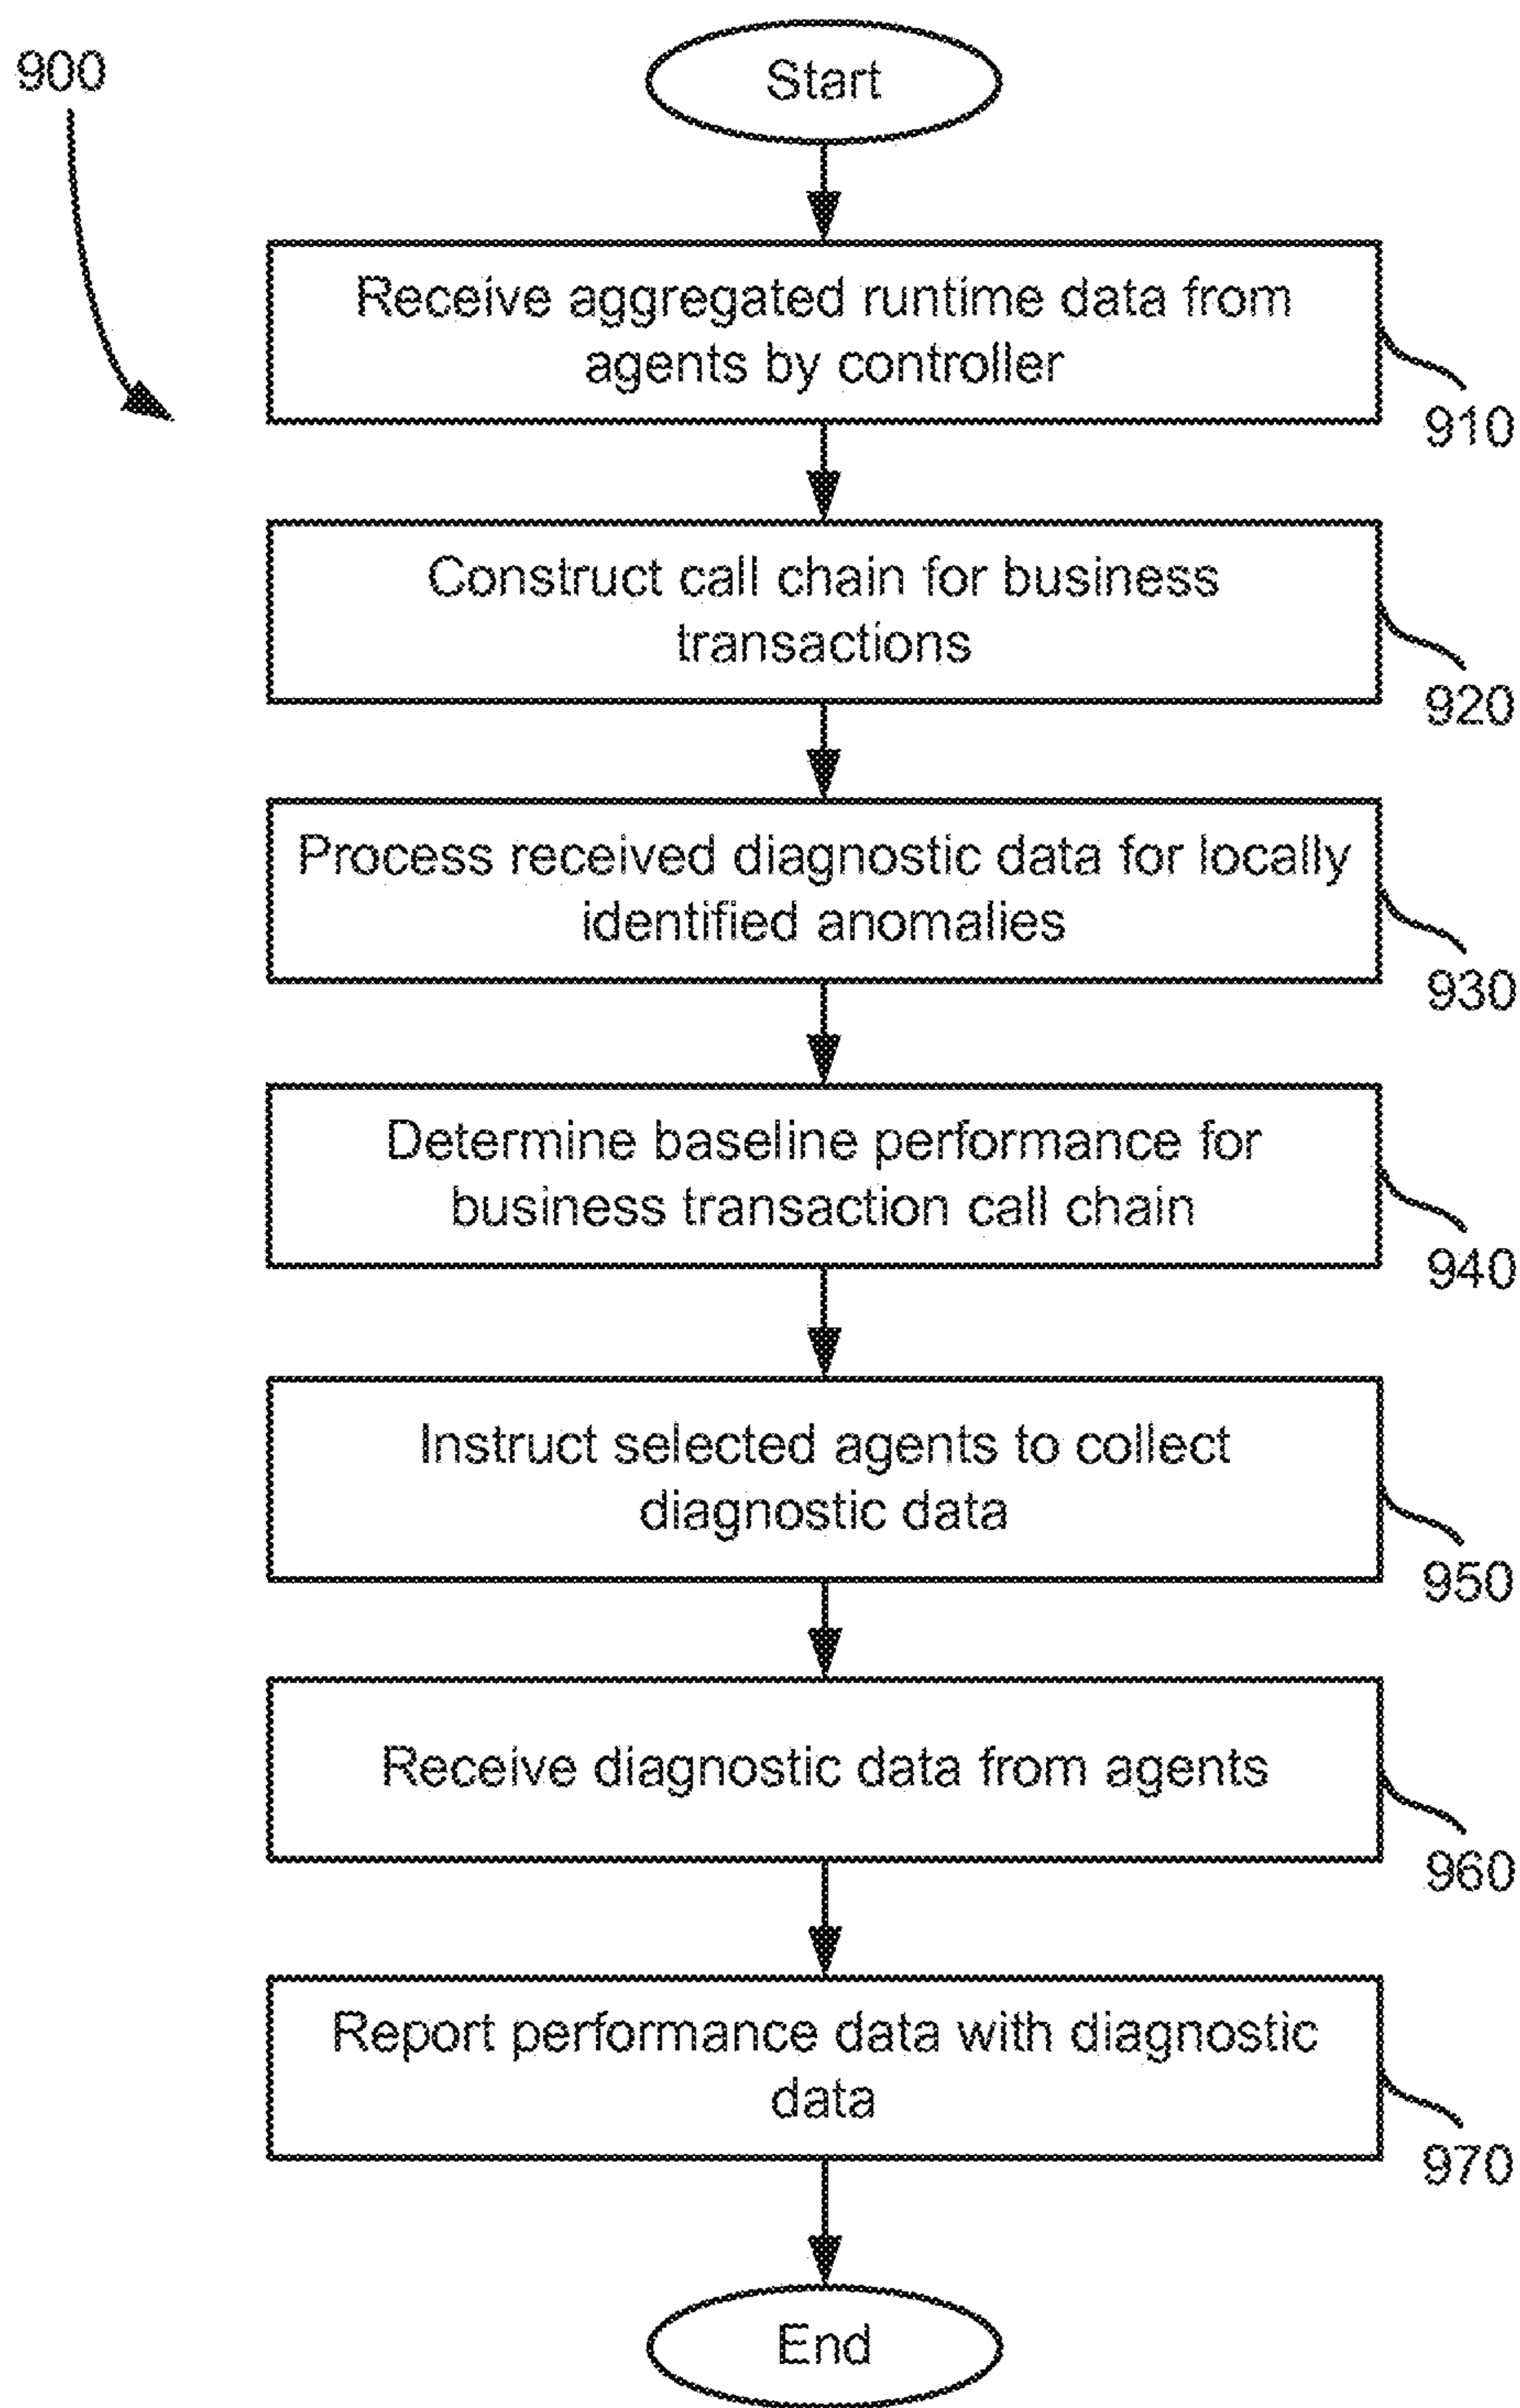 900
Start
Receive aggregated runtime data from
agents by controller
910
Construct call chain for business
transactions
920
Process received diagnostic data for locally
identified anomalies
930
Determine baseline performance for
business transaction call chain
940
Instruct selected agents to collect
diagnostic data
950
Receive diagnostic data from agents
960
Report performance data with diagnostic
data
970
End